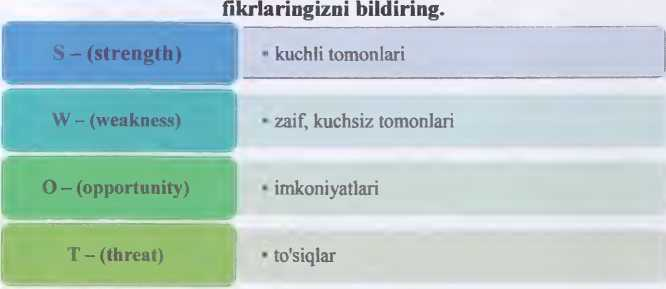 fikrlaringizni bildiring.
S – (strength)
• kuchli tomonlari
W – (weakness)
• zaif, kuchsiz tomonlari
O – (opportunity)
• imkoniyatlari
T – (threat)
• to'siqlar